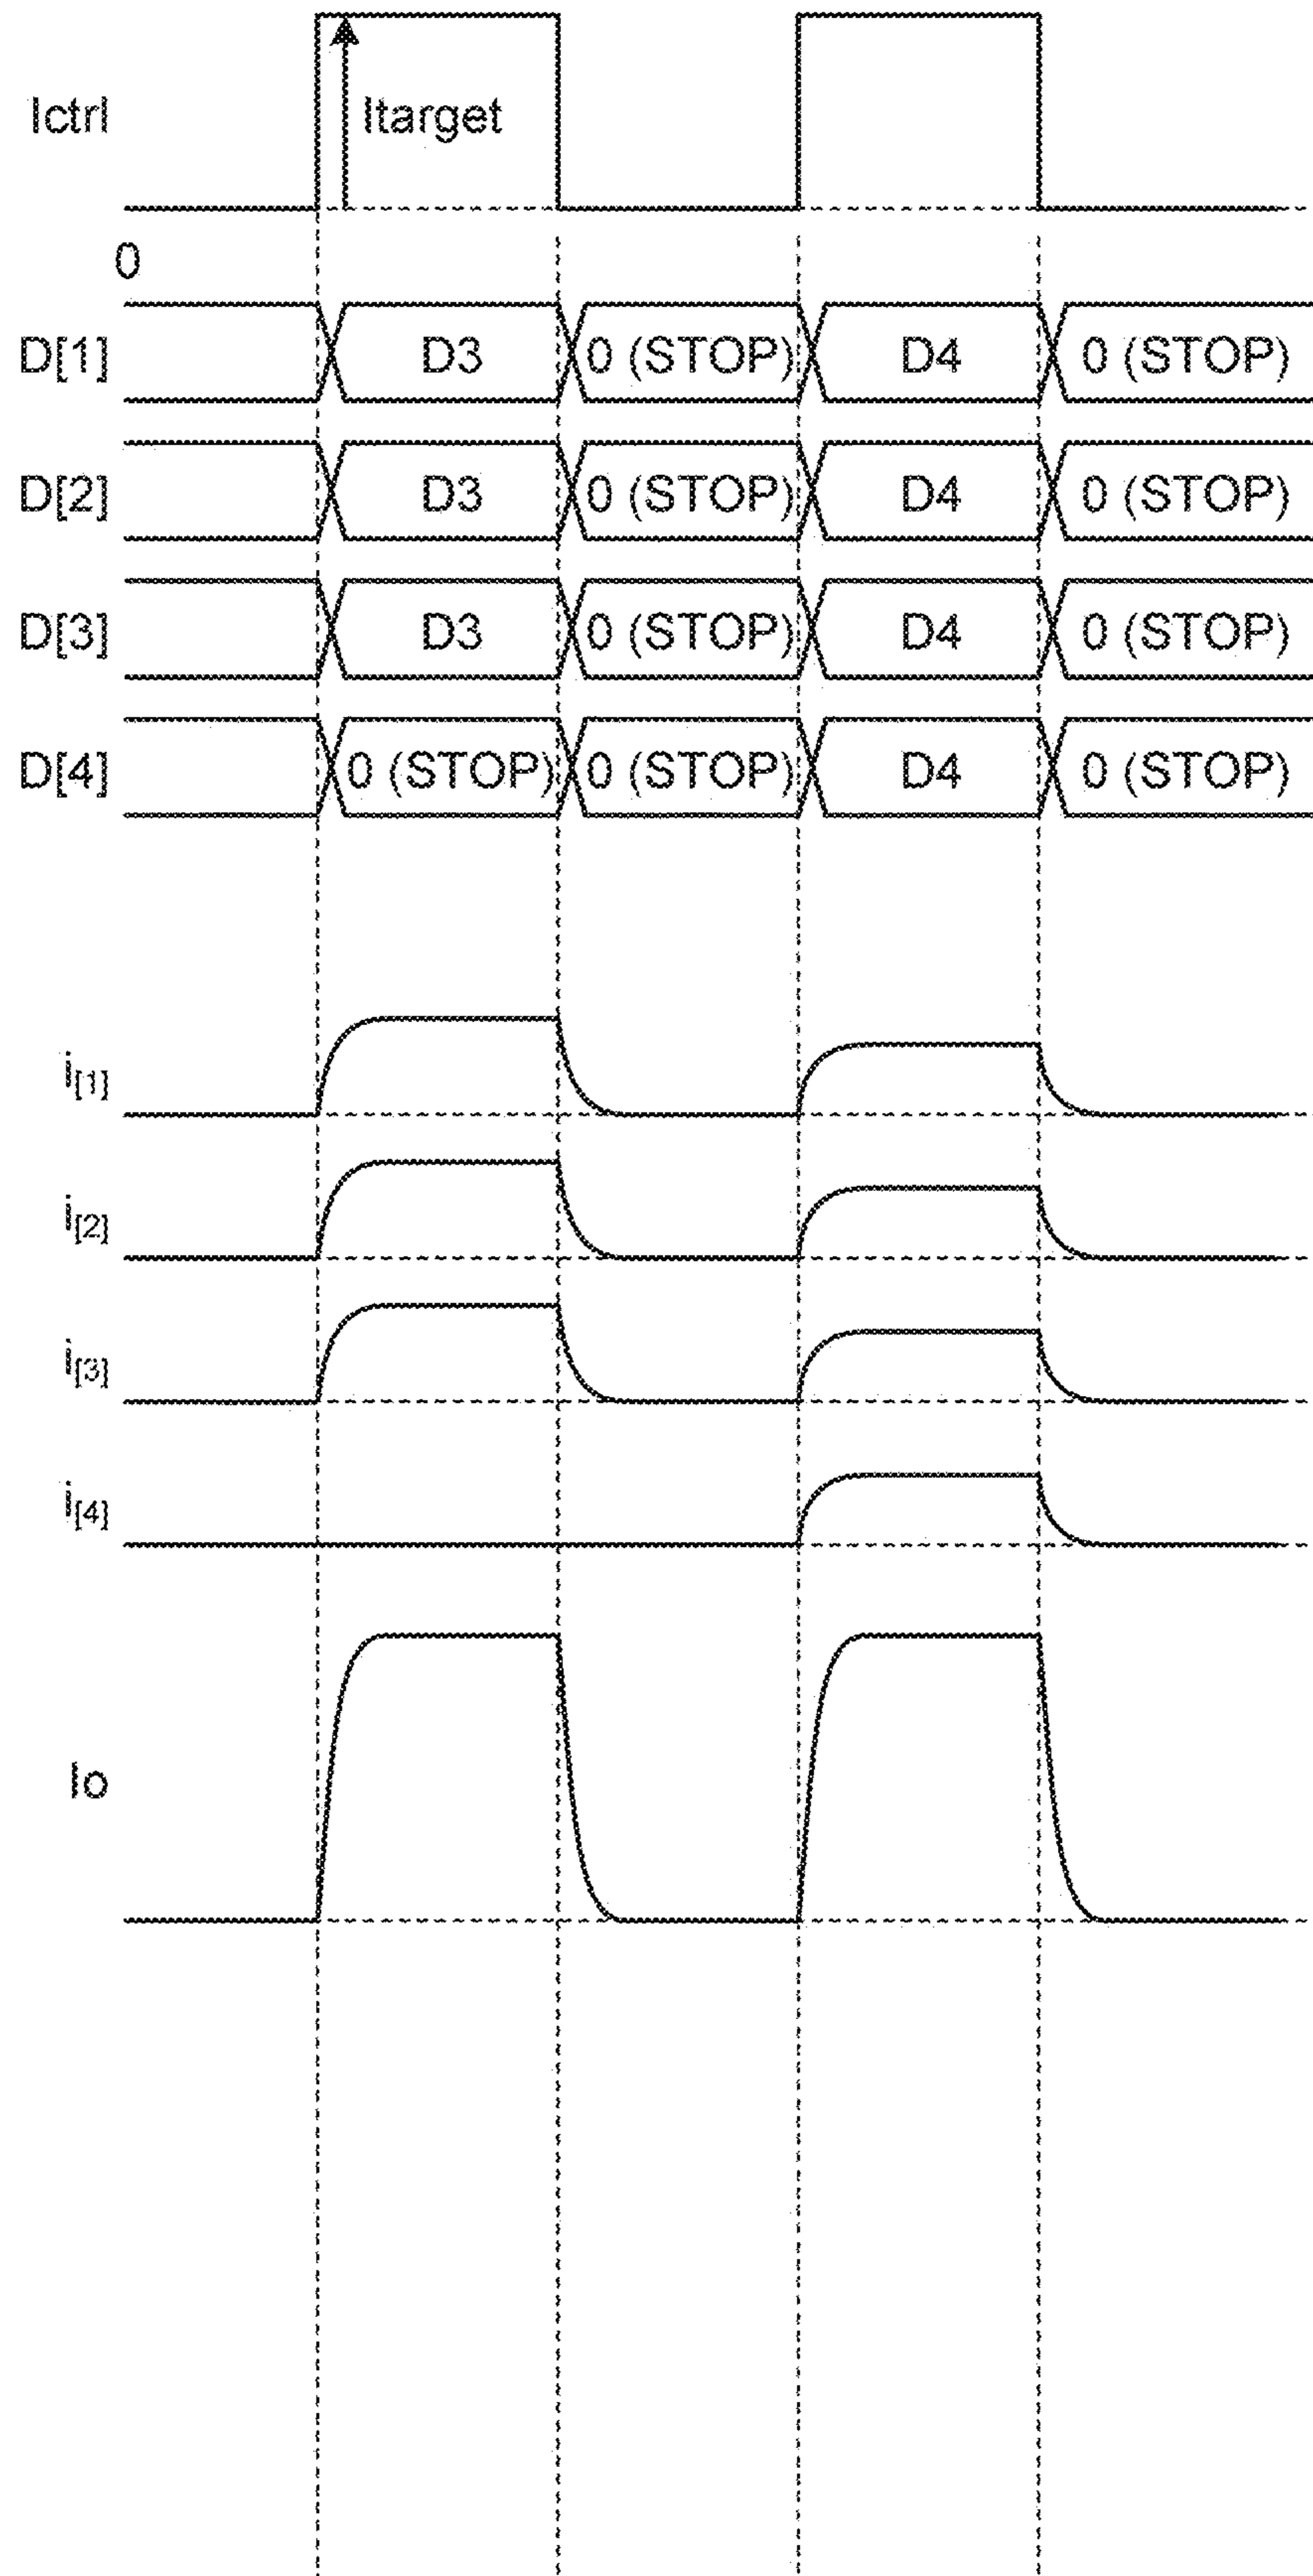 Ictrl Itarget
0
D[1] D3 0 (STOP) D4 0 (STOP)
D[2] D3 0 (STOP) D4 0 (STOP)
D[3] D3 0 (STOP) D4 0 (STOP)
D[4] 0 (STOP) 0 (STOP) D4 0 (STOP)
i[1]
i[2]
i[3]
i[4]
Io